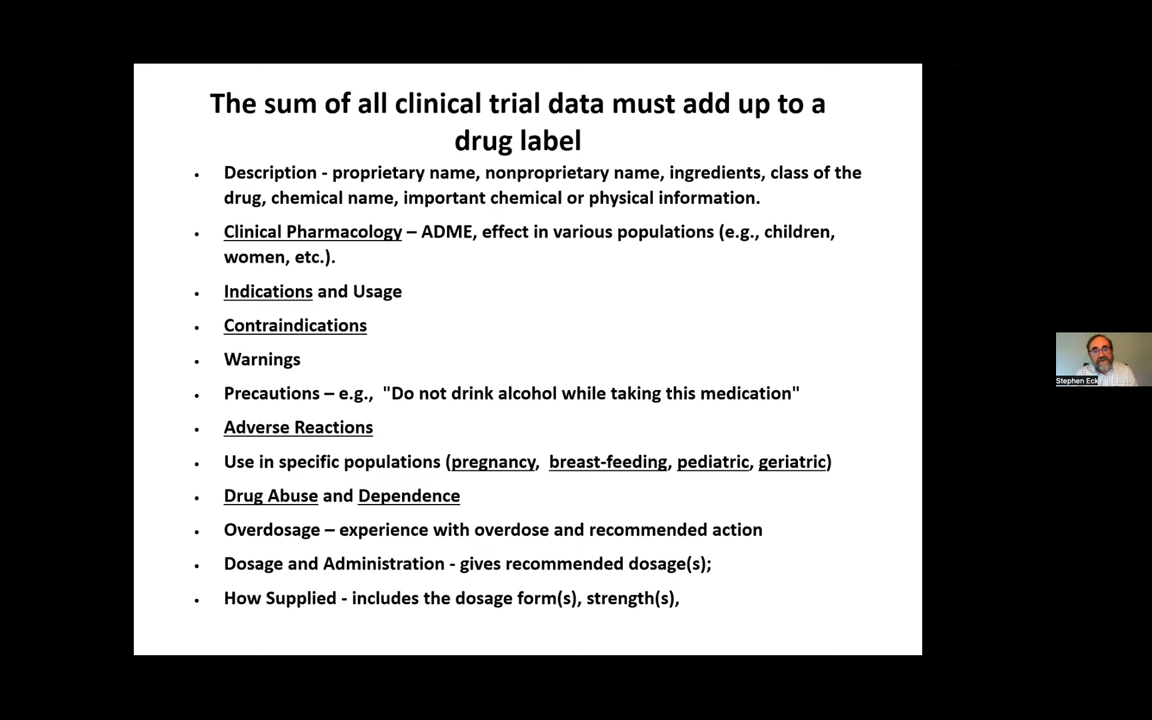 The sum of all clinical trial data must add up to a
drug label
• Description - proprietary name, nonproprietary name, ingredients, class of the
drug, chemical name, important chemical or physical information.
• Clinical Pharmacology – ADME, effect in various populations (e.g., children,
women, etc.).
• Indications and Usage
• Contraindications
• Warnings
• Precautions – e.g., "Do not drink alcohol while taking this medication"
• Adverse Reactions
• Use in specific populations (pregnancy, breast-feeding, pediatric, geriatric)
• Drug Abuse and Dependence
• Overdosage – experience with overdose and recommended action
• Dosage and Administration - gives recommended dosage(s);
• How Supplied - includes the dosage form(s), strength(s),
Stephen Eck